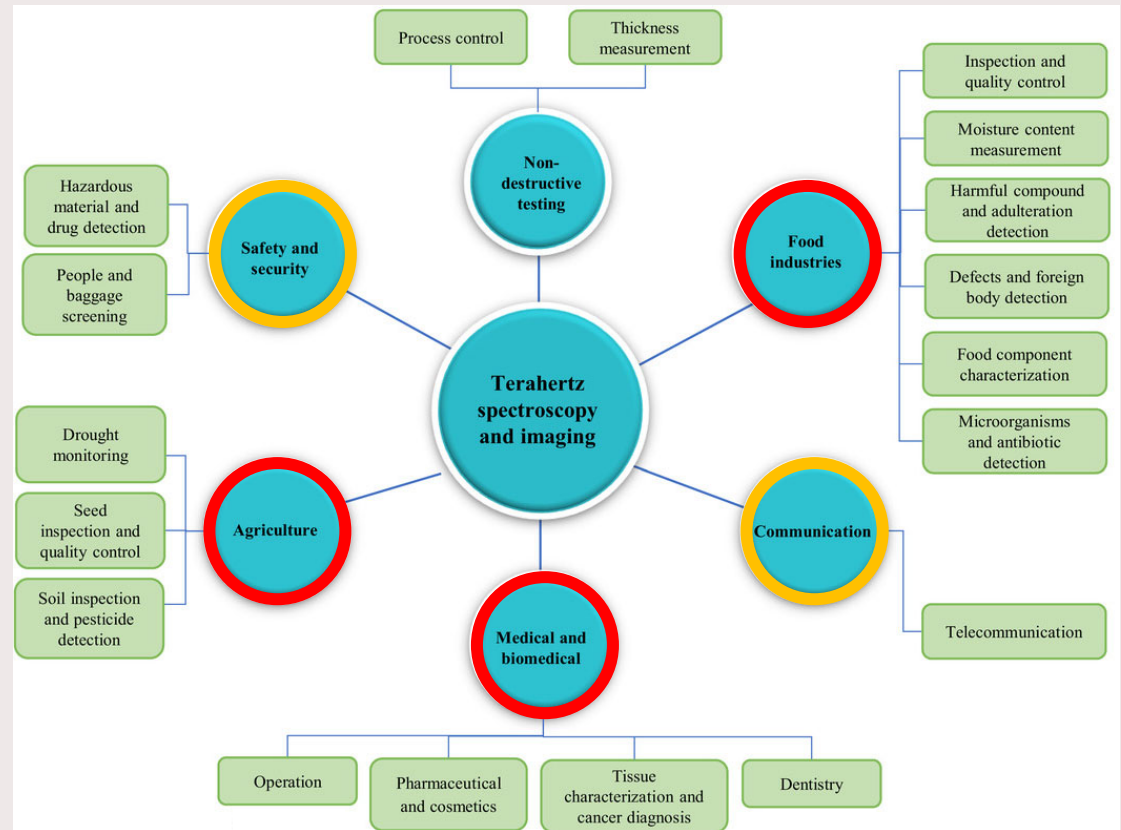 Process control
Thickness
measurement
Non-
destructive
testing
Inspection and
quality control
Moisture content
measurement
Harmful compound
and adulteration
detection
Defects and foreign
body detection
Food component
characterization
Microorganisms
and antibiotic
detection
Food
industries
Hazardous
material and
drug detection
People and
baggage
screening
Safety and
security
Terahertz
spectroscopy
and imaging
Drought
monitoring
Seed
inspection and
quality control
Soil inspection
and pesticide
detection
Agriculture
Communication
Telecommunication
Medical and
biomedical
Operation
Pharmaceutical
and cosmetics
Tissue
characterization and
cancer diagnosis
Dentistry